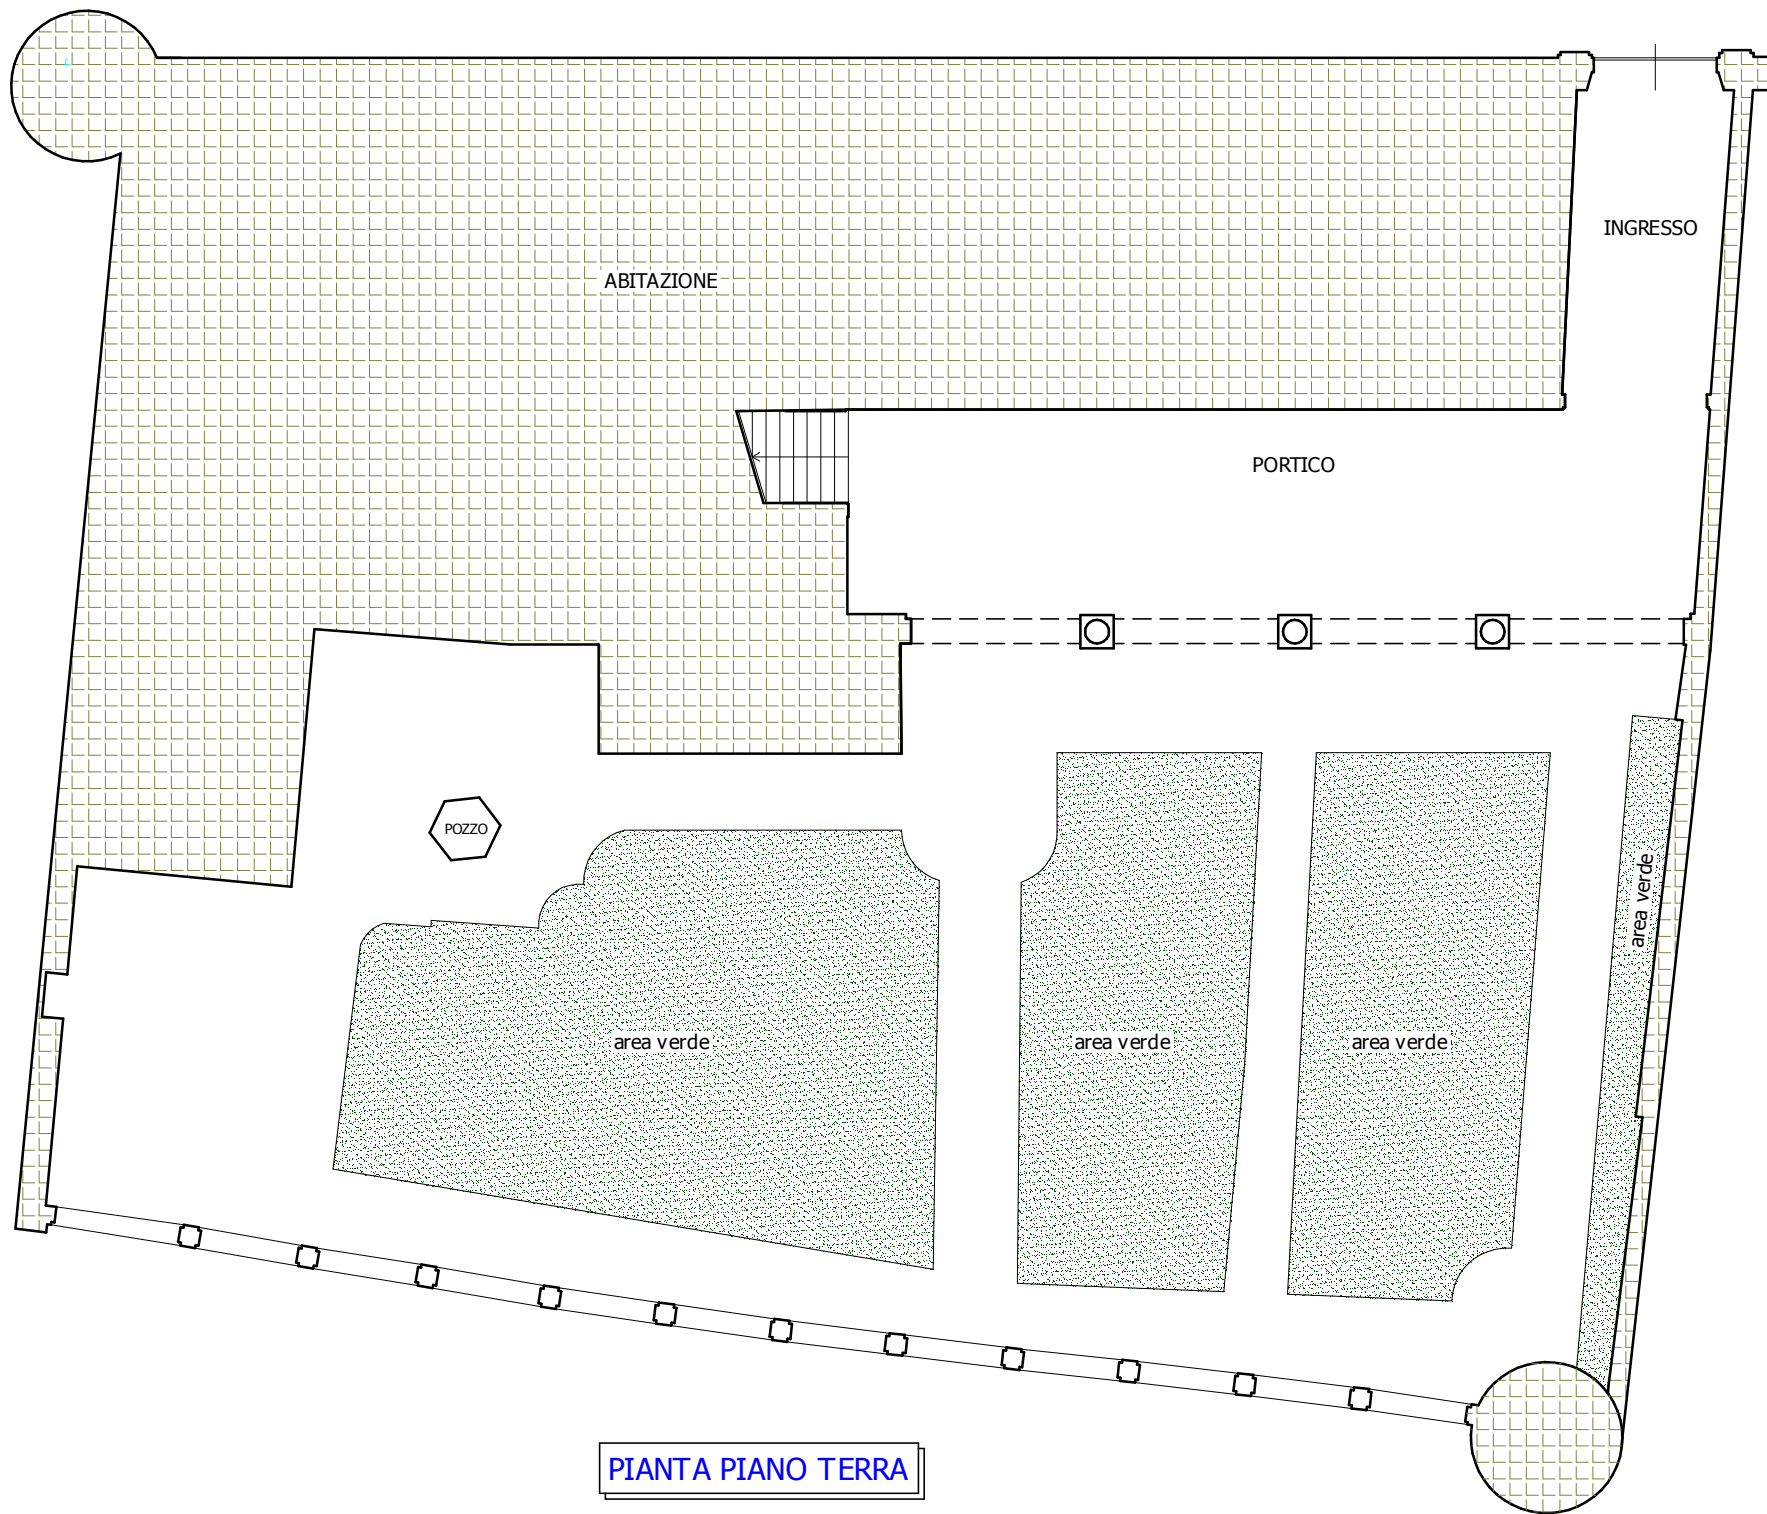 INGRESSO
ABITAZIONE
PORTICO
POZZO
area verde
area verde
area verde
area verde
PIANTA PIANO TERRA